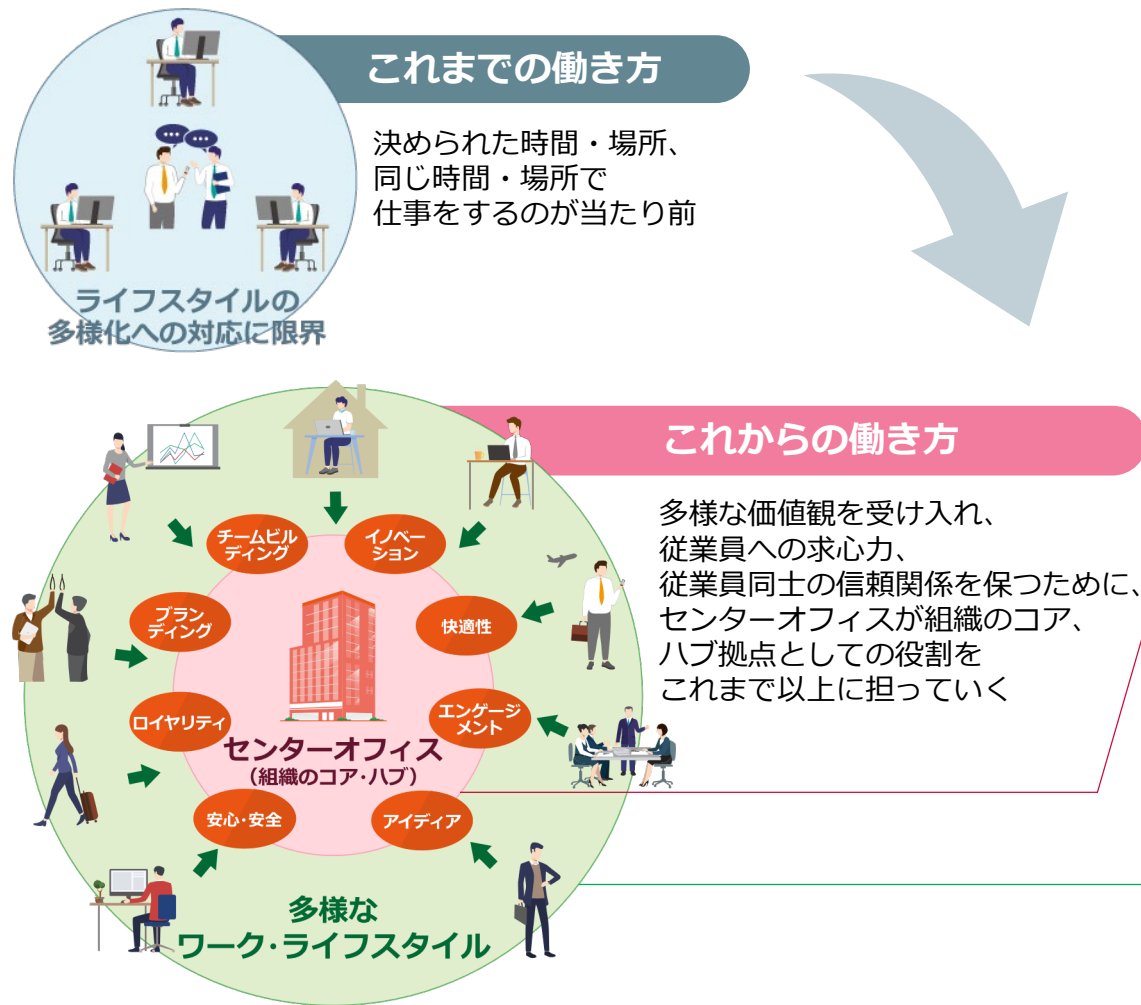 これまでの働き方
決められた時間・場所、
同じ時間・場所で
仕事をするのが当たり前
ライフスタイルの
多様化への対応に限界
これからの働き方
多様な価値観を受け入れ、
従業員への求心力、
従業員同士の信頼関係を保つために、
センターオフィスが組織のコア、
ハブ拠点としての役割を
これまで以上に担っていく
チームビル
ディング
イノベー
ション
ブラン
ディング
快適性
ロイヤリティ
エンゲージ
メント
センターオフィス
（組織のコア・ハブ）
安心・安全
アイディア
多様な
ワーク・ライフスタイル